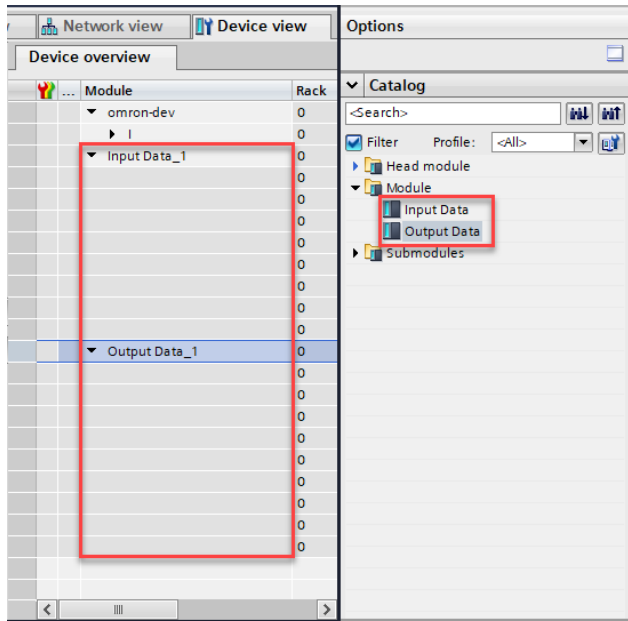 Network view
Device view
Options
Device overview
Catalog
... Module Rack
<Search>
omron-dev 0
I 0
Filter Profile: <All>
Input Data_1 0
Head module
0
Module
0
Input Data
0
Output Data
0
Submodules
0
0
0
0
Output Data_1 0
0
0
0
0
0
0
0
0
0